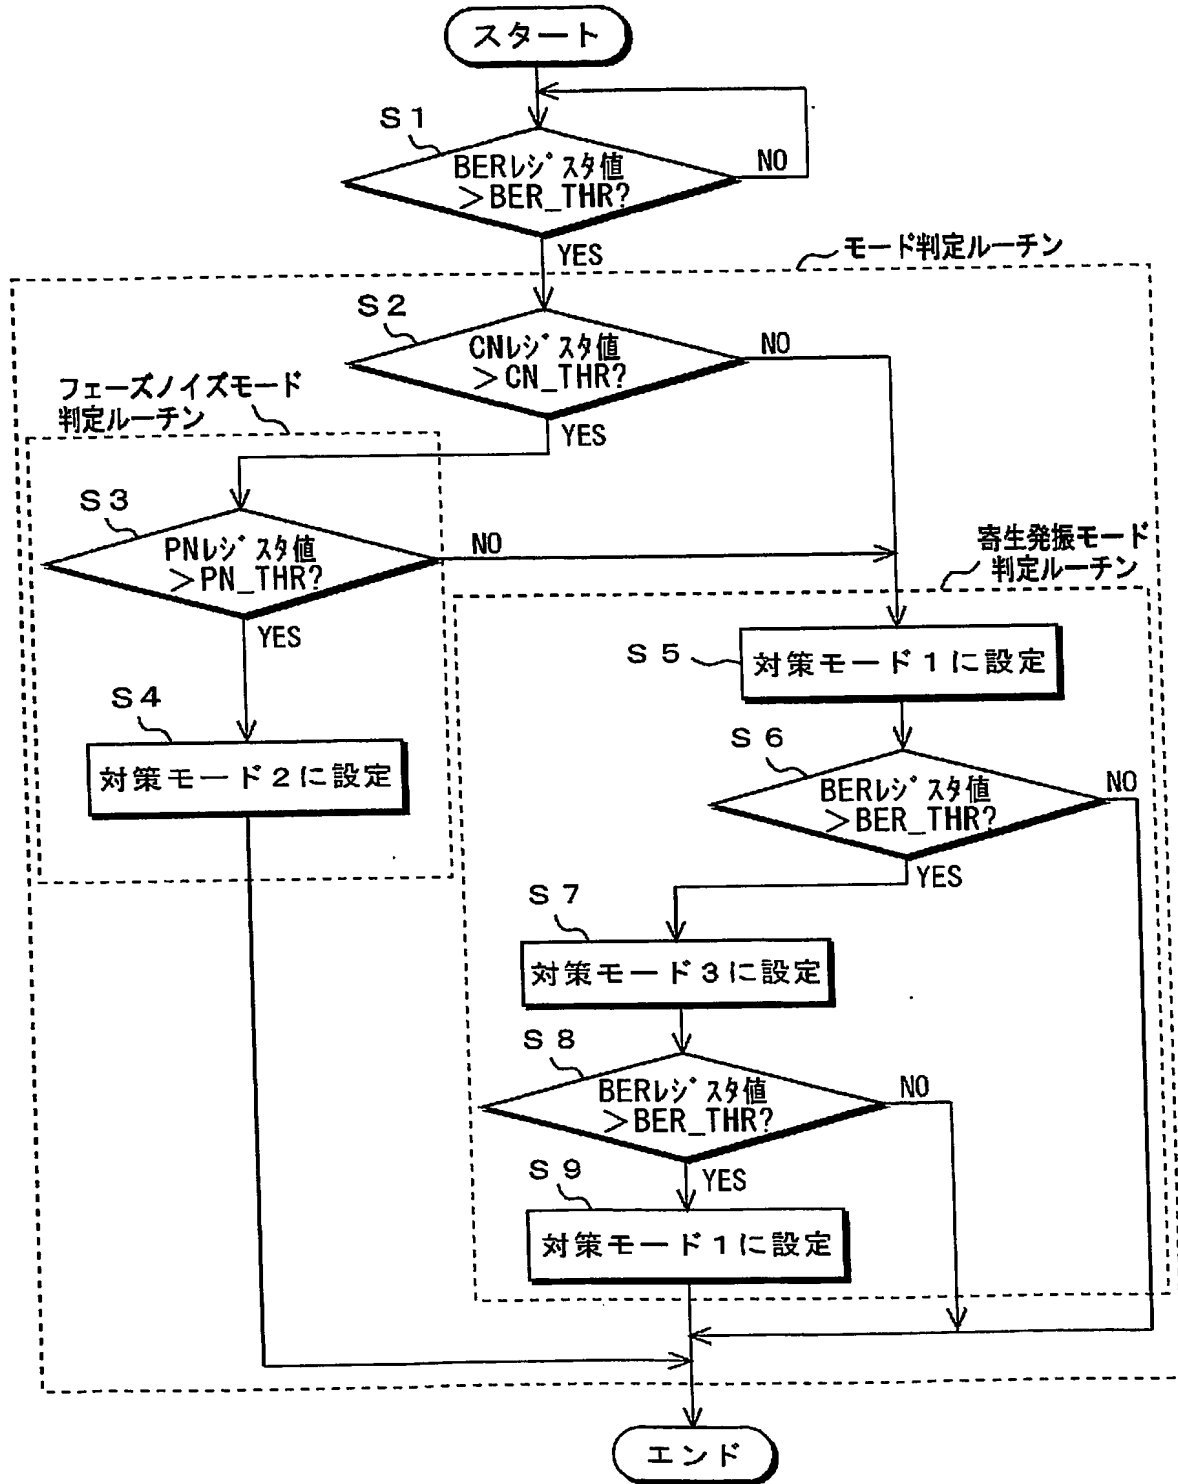 スタート
S1
BERレジスタ値
>BER_THR?
NO
YES
モード判定ルーチン
S2
CNレジスタ値
>CN_THR?
NO
YES
フェーズノイズモード
判定ルーチン
S3
PNレジスタ値
>PN_THR?
NO
YES
寄生発振モード
判定ルーチン
S4
対策モード2に設定
S5
対策モード1に設定
S6
BERレジスタ値
>BER_THR?
NO
YES
S7
対策モード3に設定
S8
BERレジスタ値
>BER_THR?
NO
YES
S9
対策モード1に設定
エンド